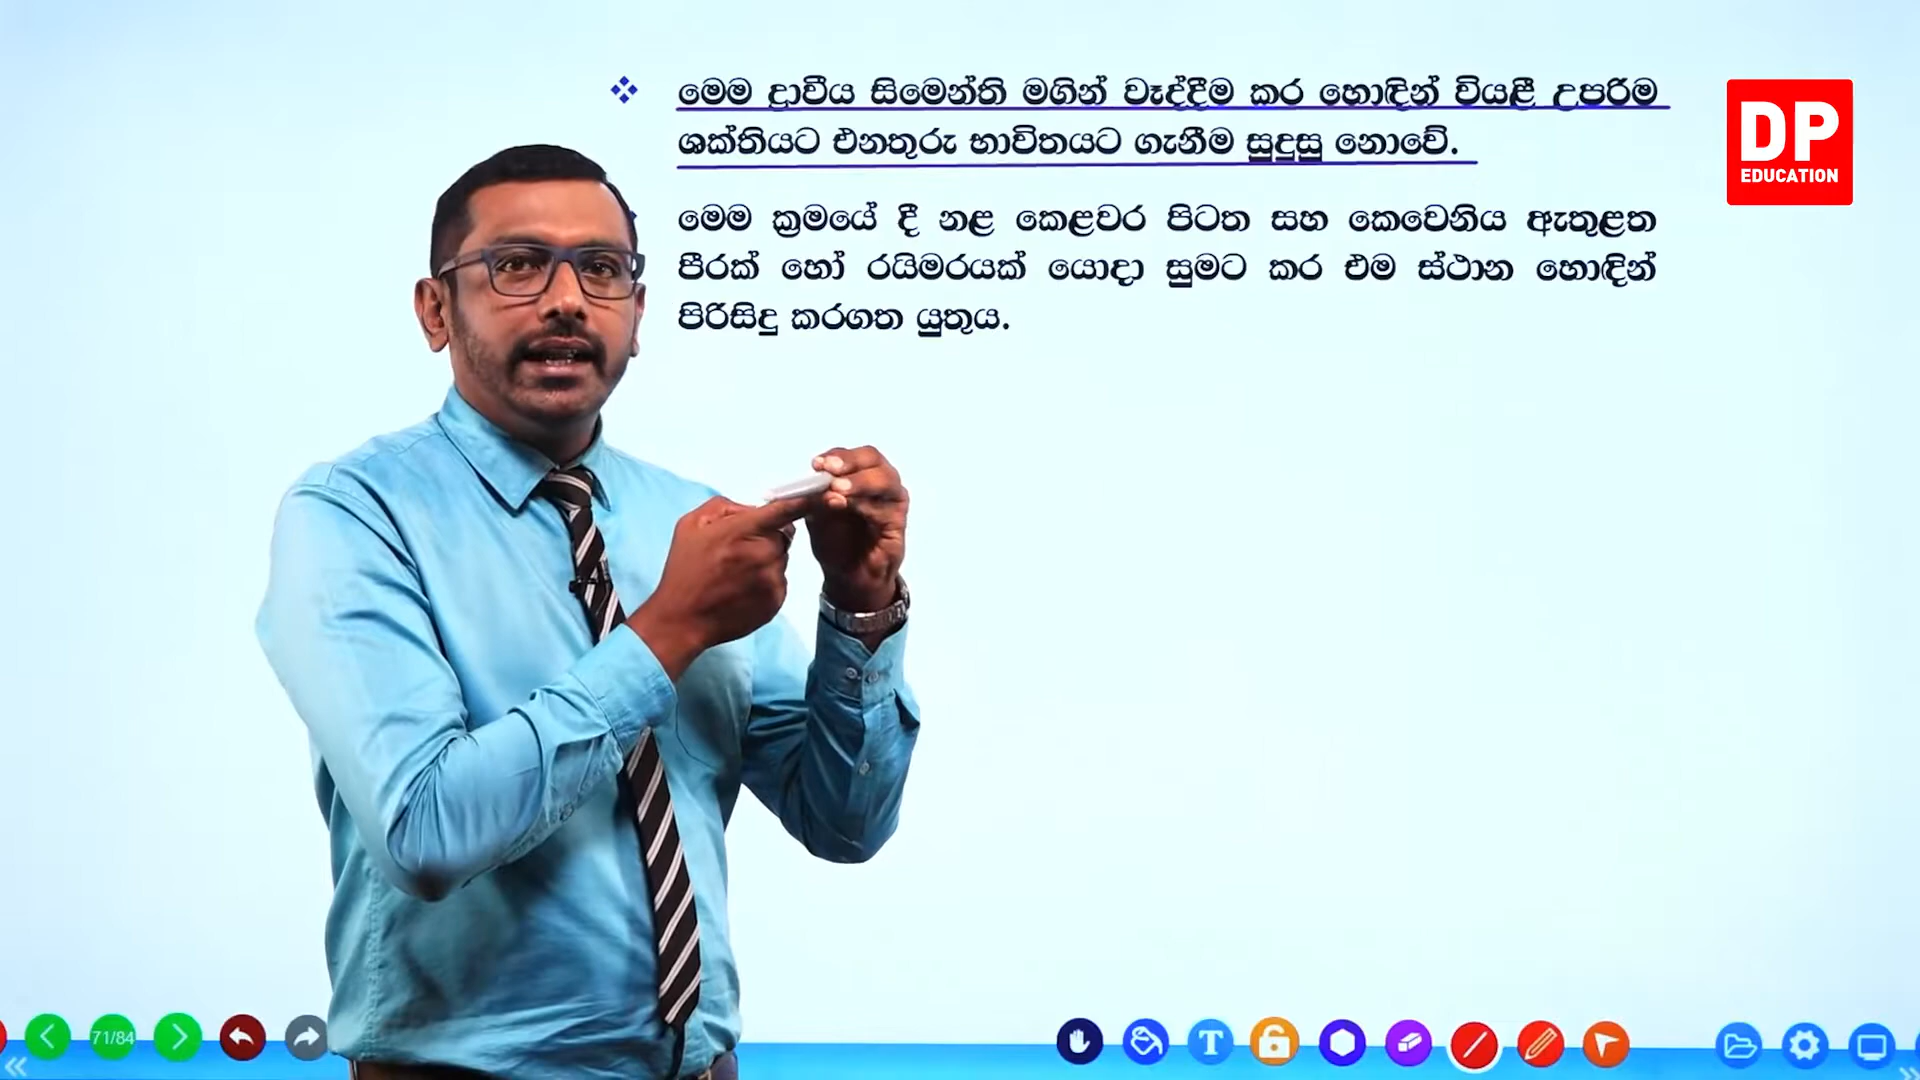 මෙම ද්‍රාවීය සිමෙන්ති මගින් වෑද්දීම කර හොඳින් වියළී උපරිම
ශක්තියට එනතුරු භාවිතයට ගැනීම සුදුසු නොවේ.
DP
EDUCATION
මෙම ක්‍රමයේ දී නළ කෙළවර පිටත සහ කෙවෙනිය ඇතුළත
පීරක් හෝ රයිමරයක් යොදා සුමට කර එම ස්ථාන හොඳින්
පිරිසිදු කරගත යුතුය.
71/84
T